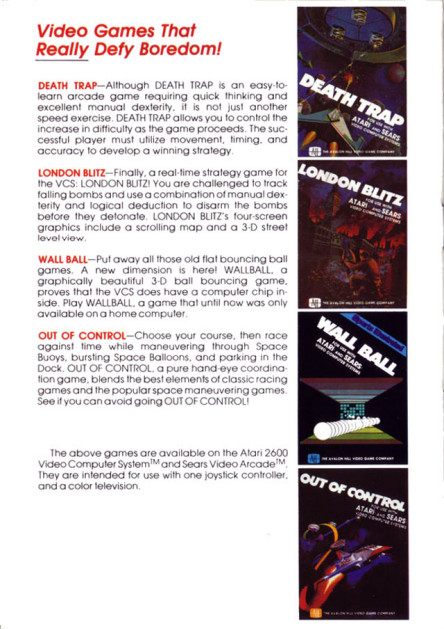 Video Games That
Really Defy Boredom!
DEATH TRAP—Although DEATH TRAP is an easy-to-
learn arcade game requiring quick thinking and
excellent manual dexterity, it is not just another
speed exercise. DEATH TRAP allows you to control the
increase in difficulty as the game proceeds. The suc-
cessful player must utilize movement, timing, and
accuracy to develop a winning strategy.
LONDON BLITZ—Finally, a real-time strategy game for
the VCS: LONDON BLITZ! You are challenged to track
falling bombs and use a combination of manual dex-
terity and logical deduction to disarm the bombs
before they detonate. LONDON BLITZ's four-screen
graphics include a scrolling map and a 3-D street
level view.
WALL BALL—Put away all those old flat bouncing ball
games. A new dimension is here! WALLBALL, a
graphically beautiful 3-D ball bouncing game,
proves that the VCS does have a computer chip in-
side. Play WALLBALL, a game that until now was only
available on a home computer.
OUT OF CONTROL—Choose your course, then race
against time while maneuvering through Space
Buoys, bursting Space Balloons, and parking in the
Dock. OUT OF CONTROL, a pure hand-eye coordina-
tion game, blends the best elements of classic racing
games and the popular space maneuvering games.
See if you can avoid going OUT OF CONTROL!
The above games are available on the Atari 2600
Video Computer System™ and Sears Video Arcade™.
They are intended for use with one joystick controller,
and a color television.
DEATH TRAP
FOR USE WITH
ATARI AND SEARS
VIDEO COMPUTER SYSTEMS
THE AVALON HILL VIDEO GAME COMPANY
LONDON BLITZ
FOR USE WITH
ATARI AND SEARS
VIDEO COMPUTER SYSTEMS
THE AVALON HILL VIDEO GAME COMPANY
WALL BALL
FOR USE WITH
ATARI AND SEARS
VIDEO COMPUTER SYSTEMS
THE AVALON HILL VIDEO GAME COMPANY
OUT OF CONTROL
FOR USE WITH
ATARI AND SEARS
VIDEO COMPUTER SYSTEMS
THE AVALON HILL VIDEO GAME COMPANY